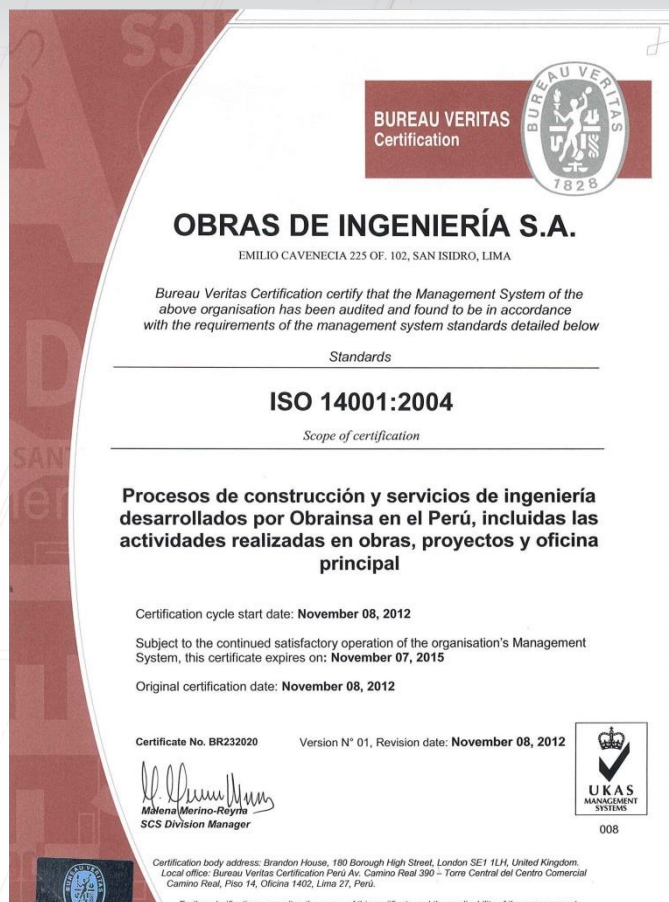 BUREAU VERITAS
Certification
BUREAU VERITAS
1828
OBRAS DE INGENIERÍA S.A.
EMILIO CAVENECIA 225 OF. 102, SAN ISIDRO, LIMA
Bureau Veritas Certification certify that the Management System of the
above organisation has been audited and found to be in accordance
with the requirements of the management system standards detailed below
Standards
ISO 14001:2004
Scope of certification
Procesos de construcción y servicios de ingeniería
desarrollados por Obrainsa en el Perú, incluidas las
actividades realizadas en obras, proyectos y oficina
principal
Certification cycle start date: November 08, 2012
Subject to the continued satisfactory operation of the organisation's Management
System, this certificate expires on: November 07, 2015
Original certification date: November 08, 2012
Certificate No. BR232020 Version N° 01, Revision date: November 08, 2012
Malena Merino-Reyna
SCS Division Manager
UKAS
MANAGEMENT
SYSTEMS
008
Certification body address: Brandon House, 180 Borough High Street, London SE1 1LH, United Kingdom.
Local office: Bureau Veritas Certification Perú Av. Camino Real 390 – Torre Central del Centro Comercial
Camino Real, Piso 14, Oficina 1402, Lima 27, Perú.